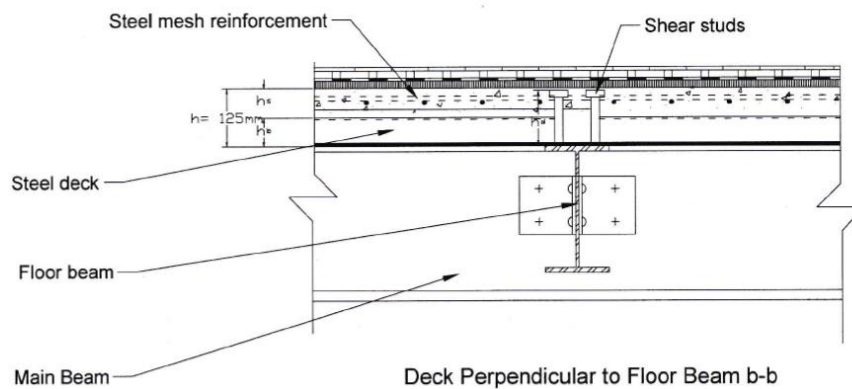 Steel mesh reinforcement
Shear studs
h= 125mm
Steel deck
Floor beam
Main Beam
Deck Perpendicular to Floor Beam b-b